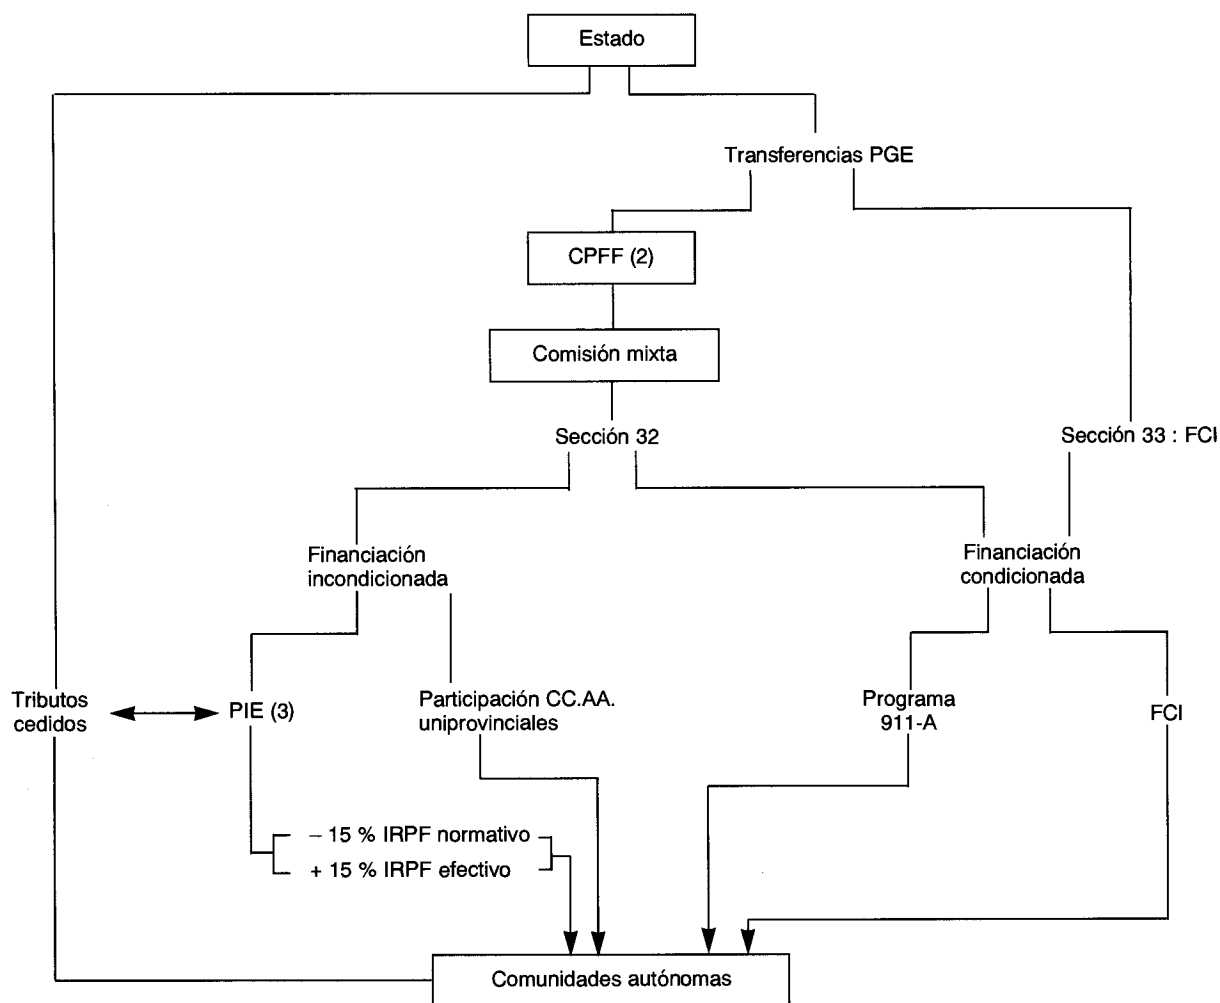 Estado
Transferencias PGE
CPFF (2)
Comisión mixta
Sección 32
Sección 33 : FCI
Financiación
incondicionada
Financiación
condicionada
Tributos
cedidos
PIE (3)
Participación CC.AA.
uniprovinciales
Programa
911-A
FCI
– 15 % IRPF normativo
+ 15 % IRPF efectivo
Comunidades autónomas